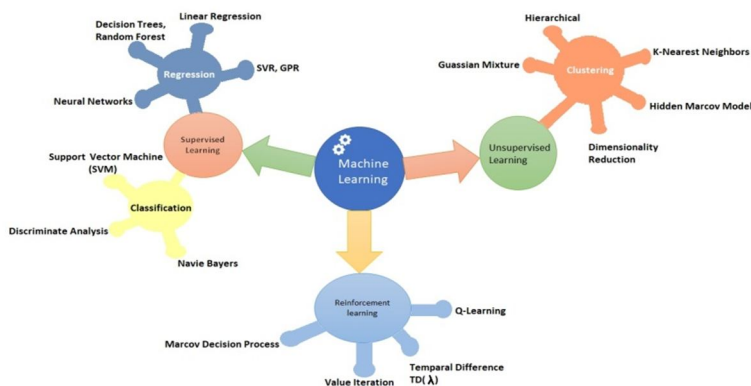 Linear Regression
Decision Trees,
Random Forest
Regression
SVR, GPR
Neural Networks
Supervised
Learning
Support Vector Machine
(SVM)
Classification
Discriminate Analysis
Navie Bayers
Machine
Learning
Hierarchical
K-Nearest Neighbors
Guassian Mixture
Clustering
Hidden Marcov Model
Unsupervised
Learning
Dimensionality
Reduction
Reinforcement
learning
Q-Learning
Marcov Decision Process
Temparal Difference
TD(λ)
Value Iteration